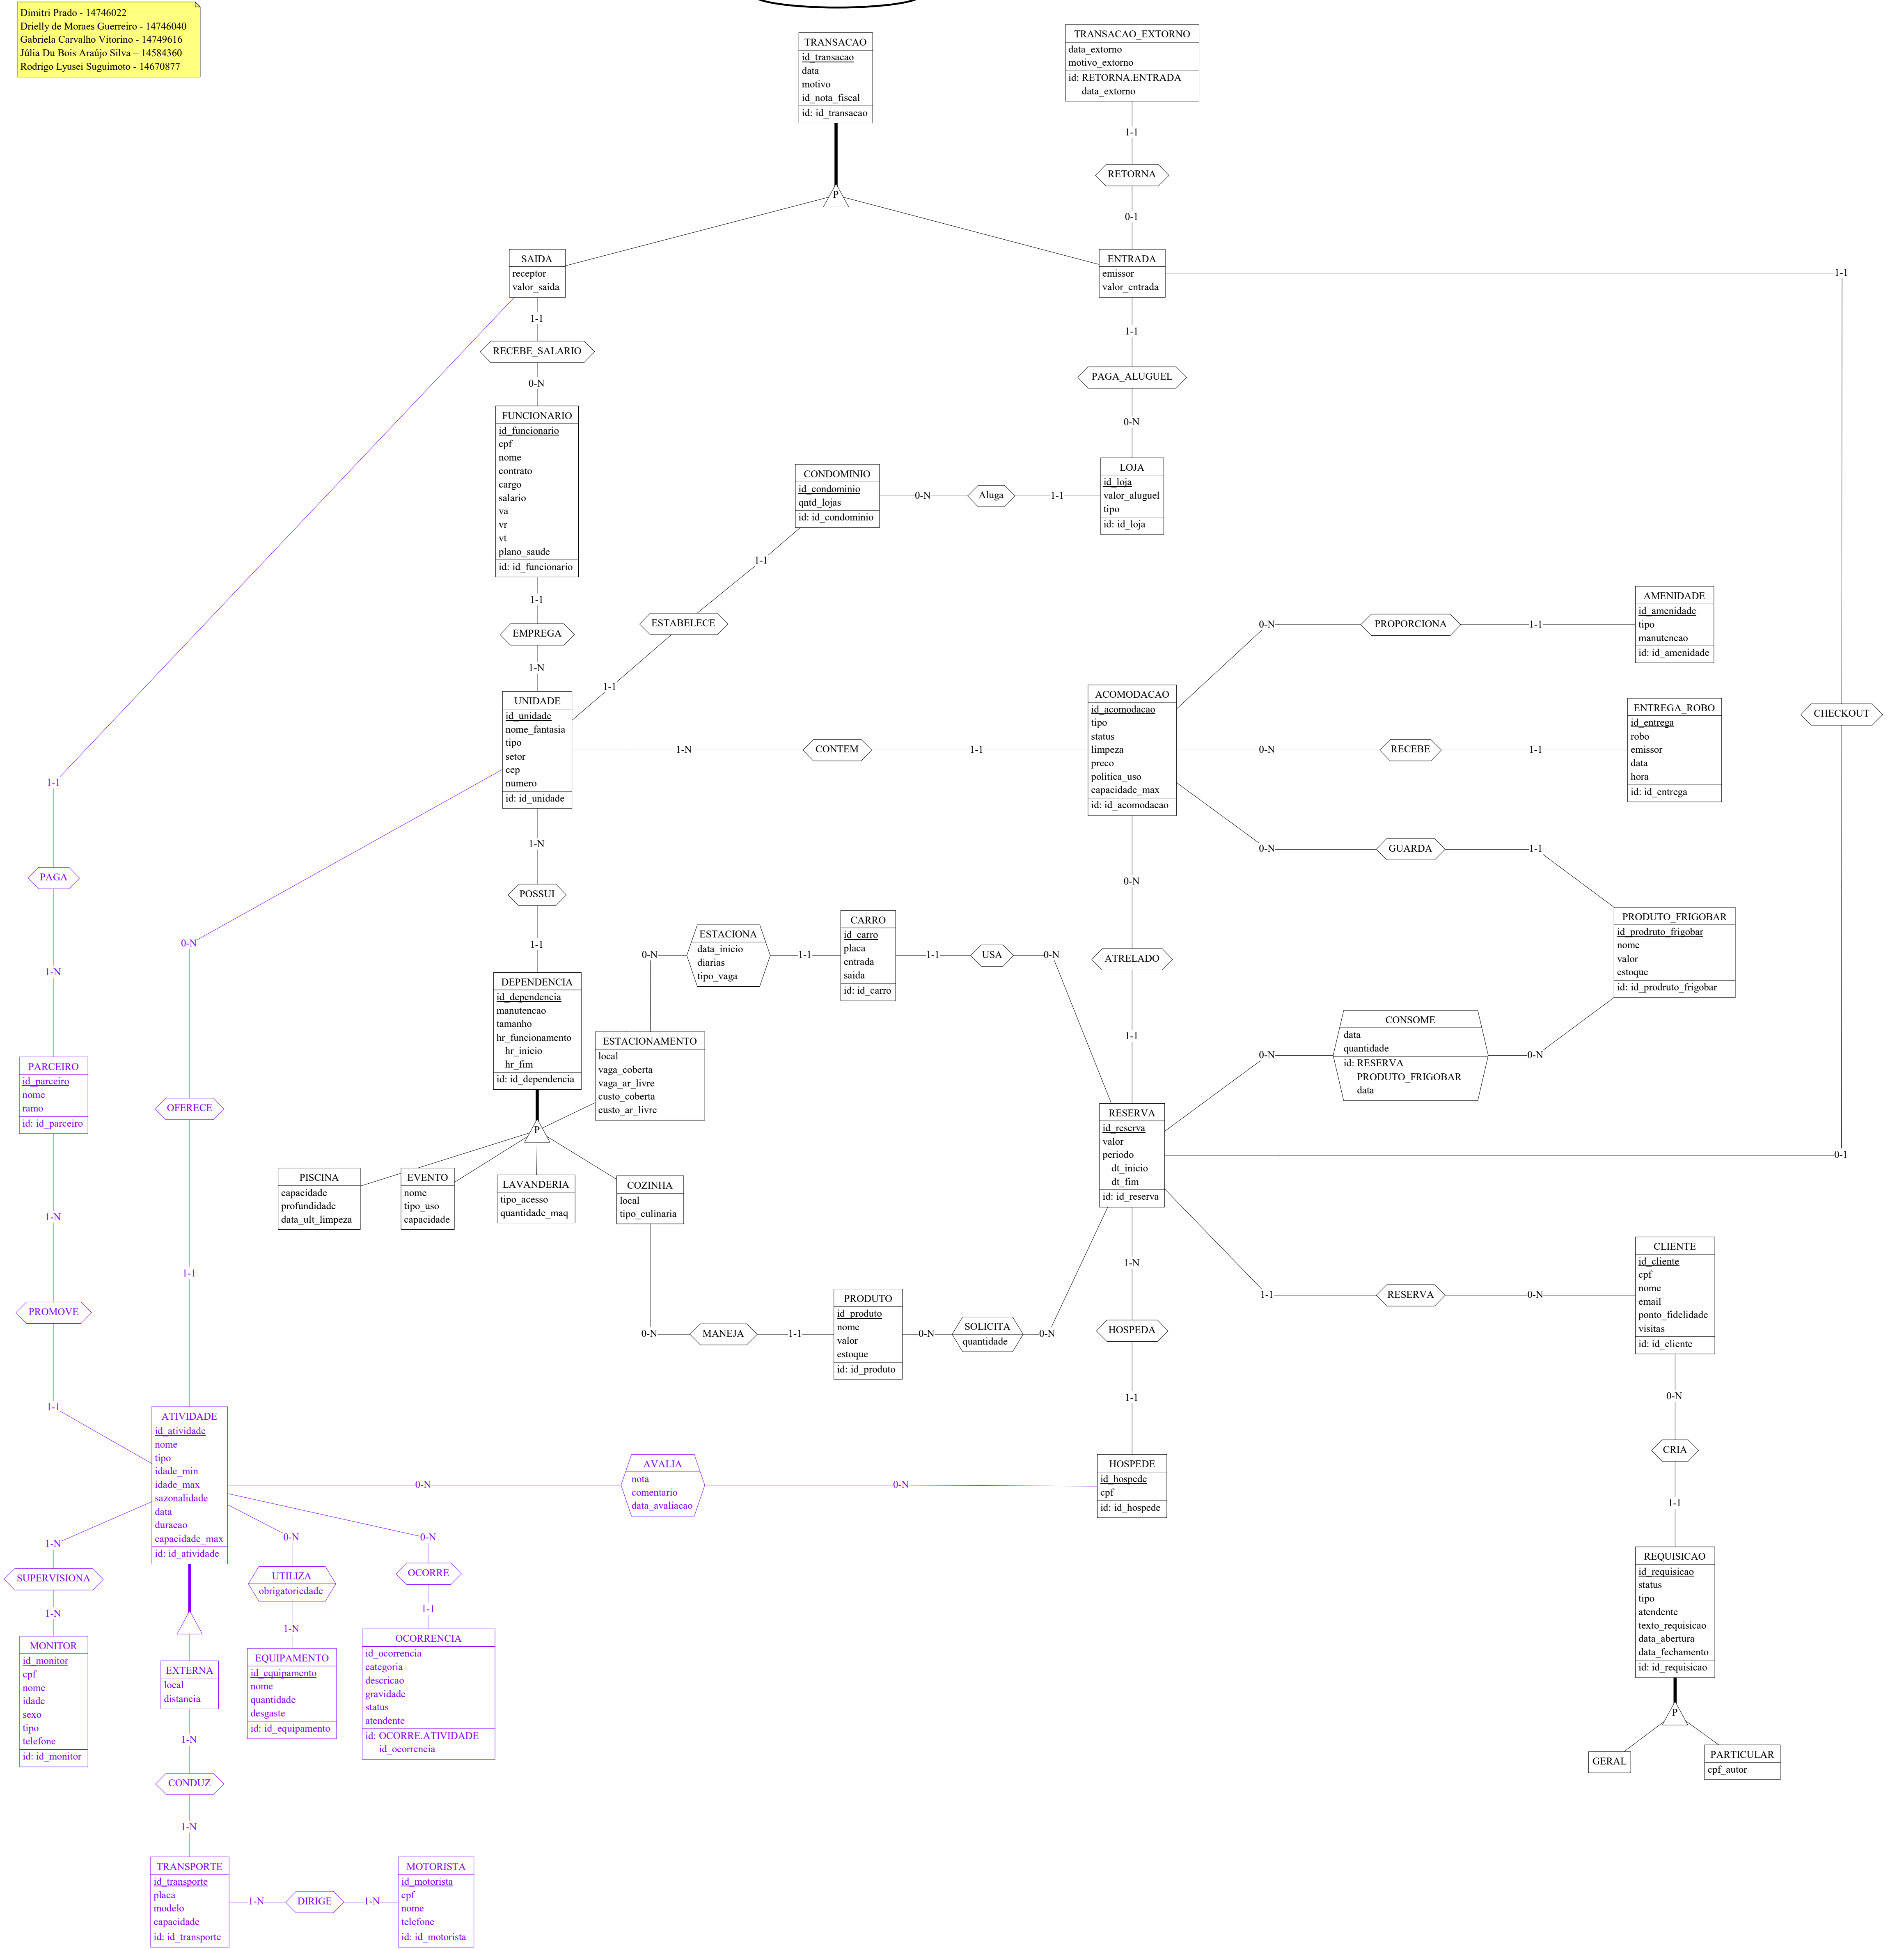 Dimitri Prado - 14746022
Drielly de Moraes Guerreiro - 14746040
Gabriela Carvalho Vitorino - 14749616
Júlia Du Bois Araújo Silva – 14584360
Rodrigo Lyusei Suguimoto - 14670877
TRANSACAO
id_transacao
data
motivo
id_nota_fiscal
id: id_transacao
TRANSACAO_EXTORNO
data_extorno
motivo_extorno
id: RETORNA.ENTRADA
data_extorno
1-1
RETORNA
0-1
P
SAIDA
receptor
valor_saida
ENTRADA
emissor
valor_entrada
1-1
1-1
RECEBE_SALARIO
0-N
1-1
PAGA_ALUGUEL
0-N
FUNCIONARIO
id_funcionario
cpf
nome
contrato
cargo
salario
va
vr
vt
plano_saude
id: id_funcionario
CONDOMINIO
id_condominio
qntd_lojas
id: id_condominio
0-N
Aluga
1-1
LOJA
id_loja
valor_aluguel
tipo
id: id_loja
1-1
ESTABELECE
1-1
1-1
EMPREGA
1-N
AMENIDADE
id_amenidade
tipo
manutencao
id: id_amenidade
0-N
PROPORCIONA
1-1
UNIDADE
id_unidade
nome_fantasia
tipo
setor
cep
numero
id: id_unidade
1-N
CONTEM
1-1
ACOMODACAO
id_acomodacao
tipo
status
limpeza
preco
politica_uso
capacidade_max
id: id_acomodacao
0-N
RECEBE
1-1
ENTREGA_ROBO
id_entrega
robo
emissor
data
hora
id: id_entrega
CHECKOUT
1-1
PAGA
1-N
0-N
GUARDA
1-1
1-N
POSSUI
1-1
0-N
ATRELADO
1-1
0-N
ESTACIONA
data_inicio
diarias
tipo_vaga
1-1
CARRO
id_carro
placa
entrada
saida
id: id_carro
1-1
USA
0-N
PRODUTO_FRIGOBAR
id_prodruto_frigobar
nome
valor
estoque
id: id_prodruto_frigobar
0-N
DEPENDENCIA
id_dependencia
manutencao
tamanho
hr_funcionamento
hr_inicio
hr_fim
id: id_dependencia
ESTACIONAMENTO
local
vaga_coberta
vaga_ar_livre
custo_coberta
custo_ar_livre
0-N
CONSOME
data
quantidade
id: RESERVA
PRODUTO_FRIGOBAR
data
0-N
PARCEIRO
id_parceiro
nome
ramo
id: id_parceiro
OFERECE
P
RESERVA
id_reserva
valor
periodo
dt_inicio
dt_fim
id: id_reserva
0-1
PISCINA
capacidade
profundidade
data_ult_limpeza
EVENTO
nome
tipo_uso
capacidade
LAVANDERIA
tipo_acesso
quantidade_maq
COZINHA
local
tipo_culinaria
1-N
1-1
PROMOVE
1-1
0-N
MANEJA
1-1
PRODUTO
id_produto
nome
valor
estoque
id: id_produto
0-N
SOLICITA
quantidade
0-N
1-N
HOSPEDA
1-1
1-1
RESERVA
0-N
CLIENTE
id_cliente
cpf
nome
email
ponto_fidelidade
visitas
id: id_cliente
0-N
CRIA
1-1
ATIVIDADE
id_atividade
nome
tipo
idade_min
idade_max
sazonalidade
data
duracao
capacidade_max
id: id_atividade
0-N
AVALIA
nota
comentario
data_avaliacao
0-N
HOSPEDE
id_hospede
cpf
id: id_hospede
1-N
SUPERVISIONA
1-N
0-N
UTILIZA
obrigatoriedade
1-N
0-N
OCORRE
1-1
REQUISICAO
id_requisicao
status
tipo
atendente
texto_requisicao
data_abertura
data_fechamento
id: id_requisicao
P
GERAL
PARTICULAR
cpf_autor
MONITOR
id_monitor
cpf
nome
idade
sexo
tipo
telefone
id: id_monitor
EXTERNA
local
distancia
EQUIPAMENTO
id_equipamento
nome
quantidade
desgaste
id: id_equipamento
OCORRENCIA
id_ocorrencia
categoria
descricao
gravidade
status
atendente
id: OCORRE.ATIVIDADE
id_ocorrencia
1-N
CONDUZ
1-N
TRANSPORTE
id_transporte
placa
modelo
capacidade
id: id_transporte
1-N
DIRIGE
1-N
MOTORISTA
id_motorista
cpf
nome
telefone
id: id_motorista